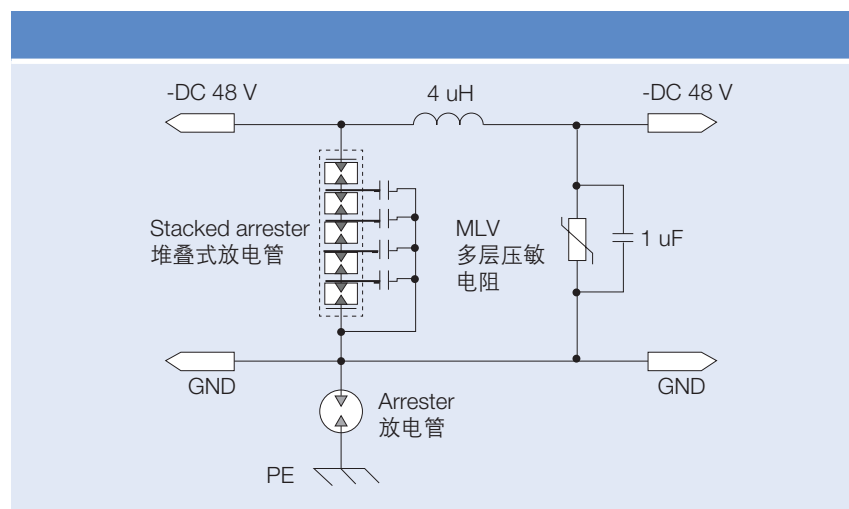 -DC 48 V
4 uH
-DC 48 V
Stacked arrester
堆叠式放电管
MLV
多层压敏
电阻
1 uF
GND
GND
Arrester
放电管
PE